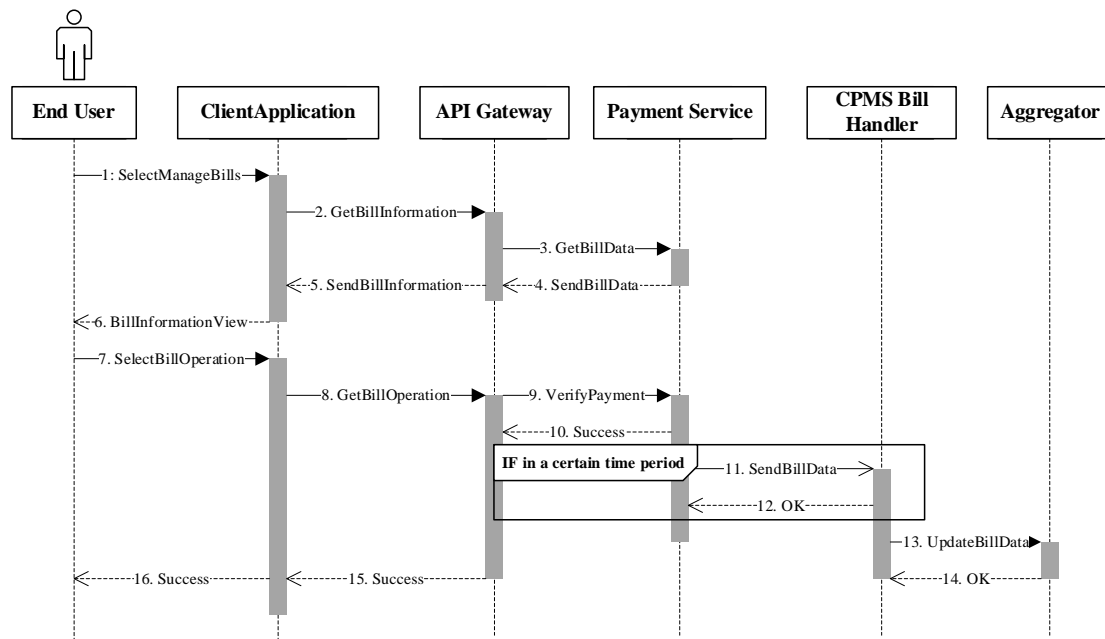 End User
ClientApplication
API Gateway
Payment Service
CPMS Bill
Handler
Aggregator
1: SelectManageBills
2. GetBillInformation
3. GetBillData
5. SendBillInformation
4. SendBillData
6. BillInformationView
7. SelectBillOperation
8. GetBillOperation
9. VerifyPayment
10. Success
IF in a certain time period
11. SendBillData
12. OK
13. UpdateBillData
16. Success
15. Success
14. OK